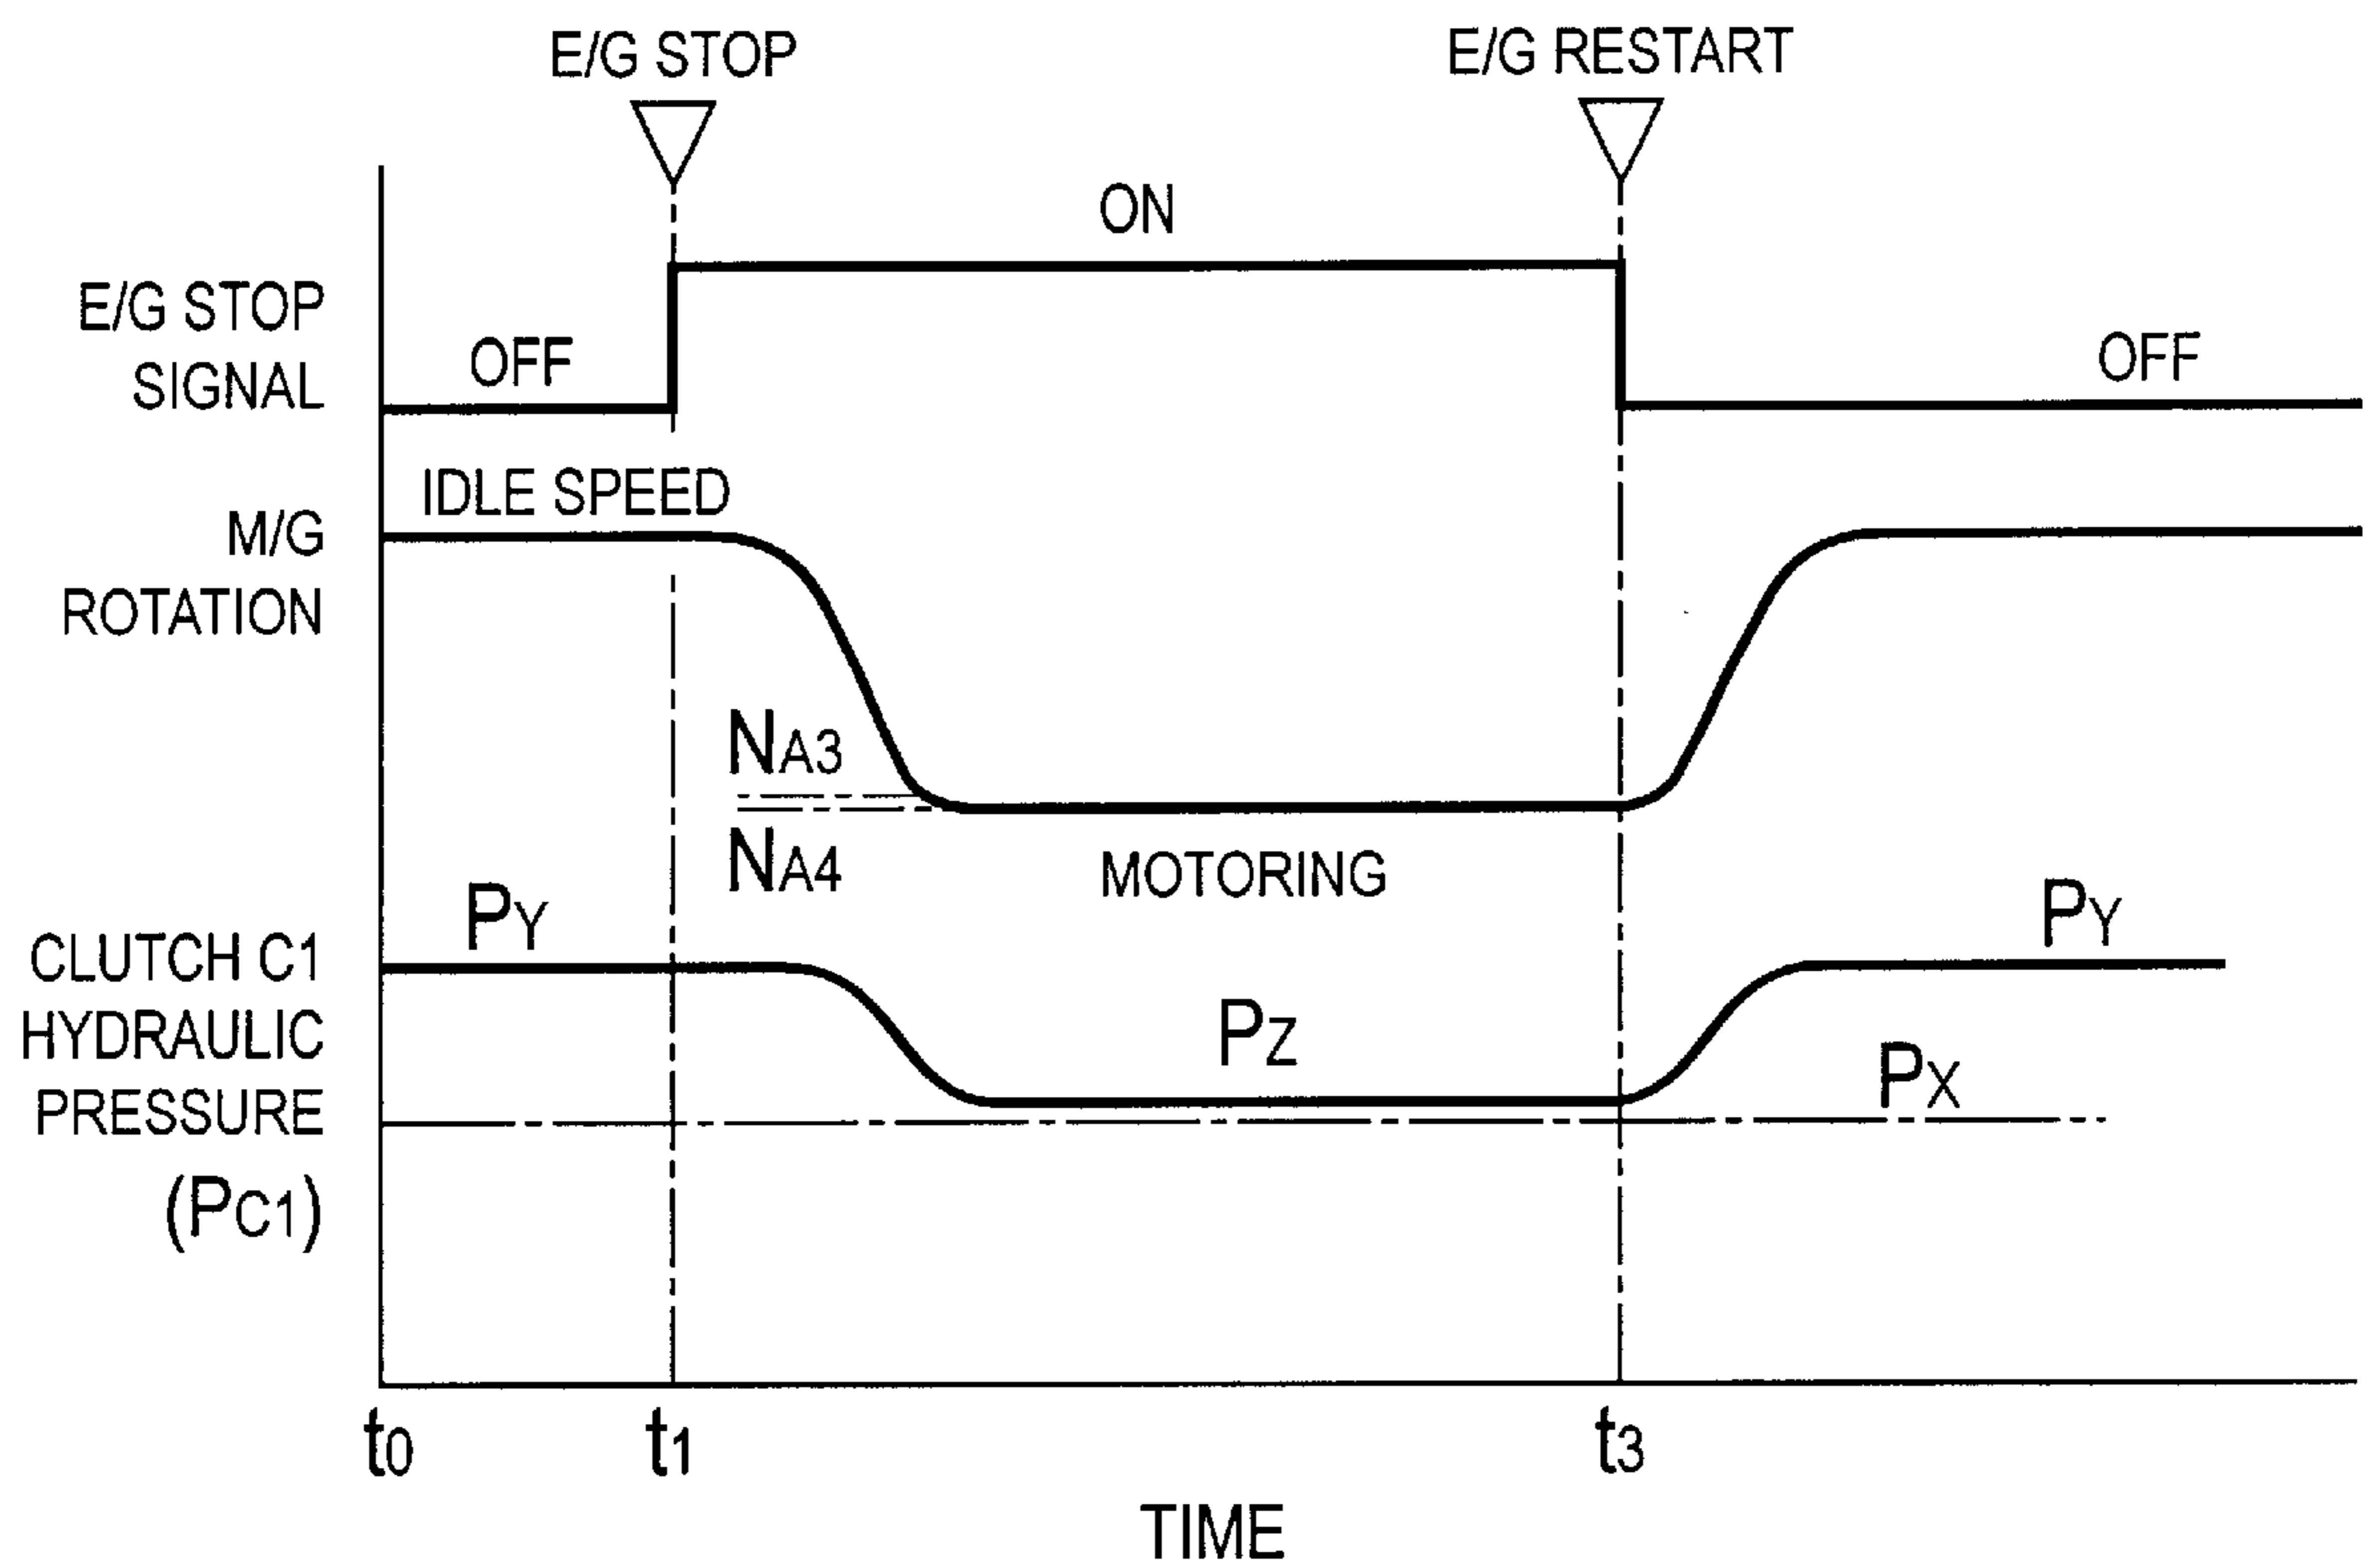 E/G STOP
E/G RESTART
ON
E/G STOP
SIGNAL
OFF
OFF
IDLE SPEED
M/G
ROTATION
NA3
NA4
MOTORING
PY
PY
CLUTCH C1
HYDRAULIC
PRESSURE
(PC1)
PZ
PX
t0
t1
t3
TIME